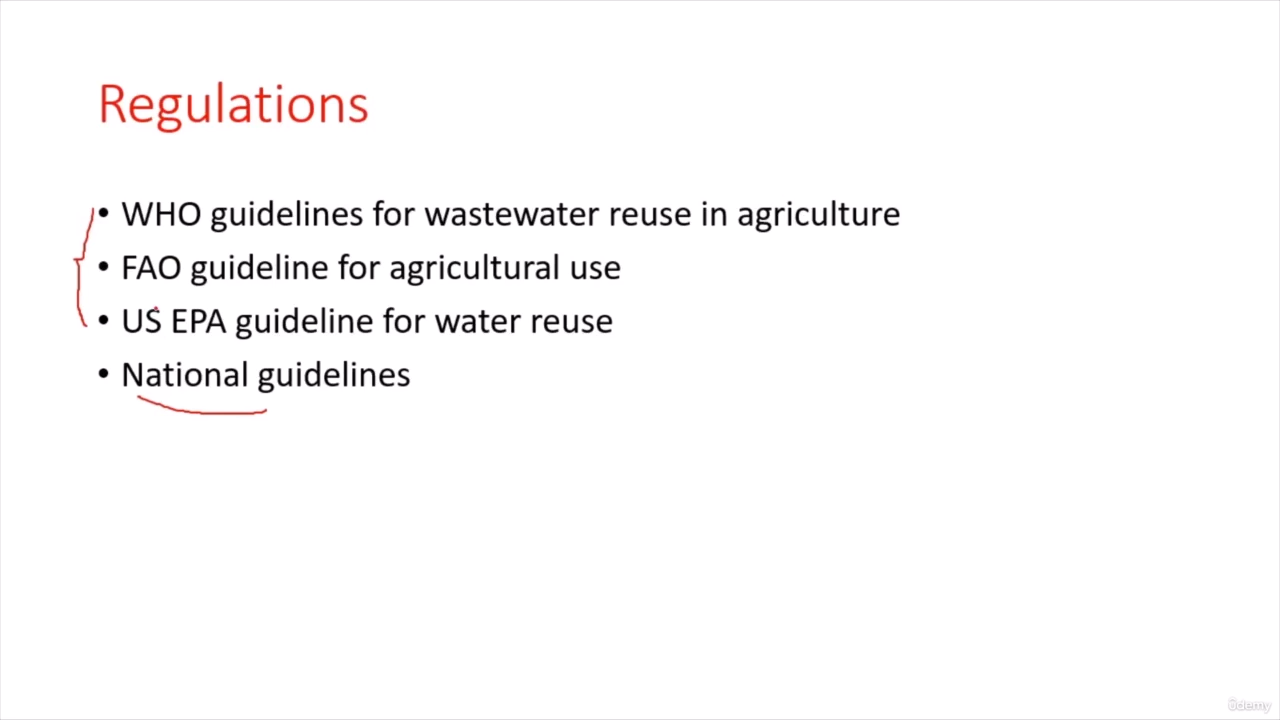 Regulations
• WHO guidelines for wastewater reuse in agriculture
• FAO guideline for agricultural use
• US EPA guideline for water reuse
• National guidelines
ûdemy